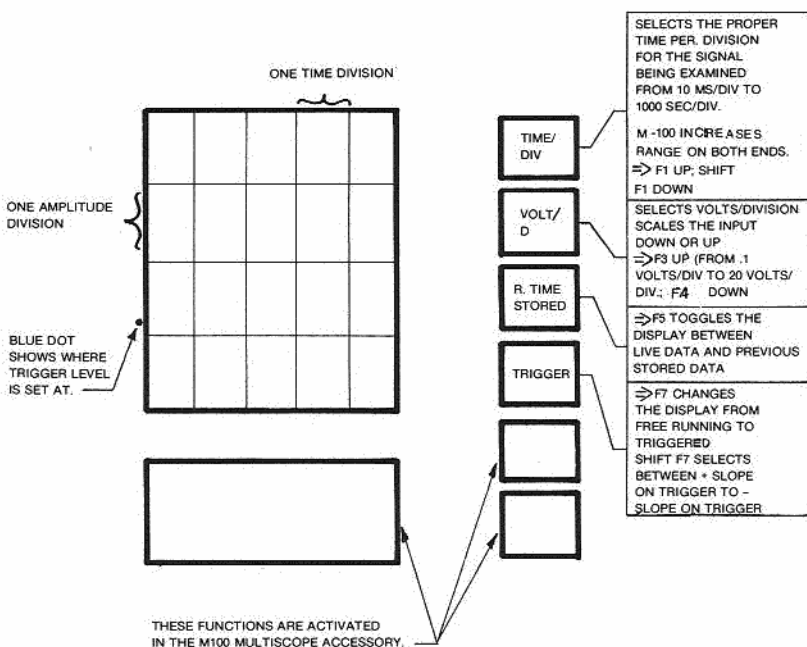 ONE TIME DIVISION
ONE AMPLITUDE
DIVISION
BLUE DOT
SHOWS WHERE
TRIGGER LEVEL
IS SET AT.
TIME/
DIV
VOLT/
D
R. TIME
STORED
TRIGGER
SELECTS THE PROPER
TIME PER. DIVISION
FOR THE SIGNAL
BEING EXAMINED
FROM 10 MS/DIV TO
1000 SEC/DIV.
M -100 INCREASES
RANGE ON BOTH ENDS.
⇒ F1 UP; SHIFT
F1 DOWN
SELECTS VOLTS/DIVISION
SCALES THE INPUT
DOWN OR UP
⇒F3 UP (FROM .1
VOLTS/DIV TO 20 VOLTS/
DIV.; F4 DOWN
⇒F5 TOGGLES THE
DISPLAY BETWEEN
LIVE DATA AND PREVIOUS
STORED DATA
⇒F7 CHANGES
THE DISPLAY FROM
FREE RUNNING TO
TRIGGERED
SHIFT F7 SELECTS
BETWEEN + SLOPE
ON TRIGGER TO –
SLOPE ON TRIGGER
THESE FUNCTIONS ARE ACTIVATED
IN THE M100 MULTISCOPE ACCESSORY.